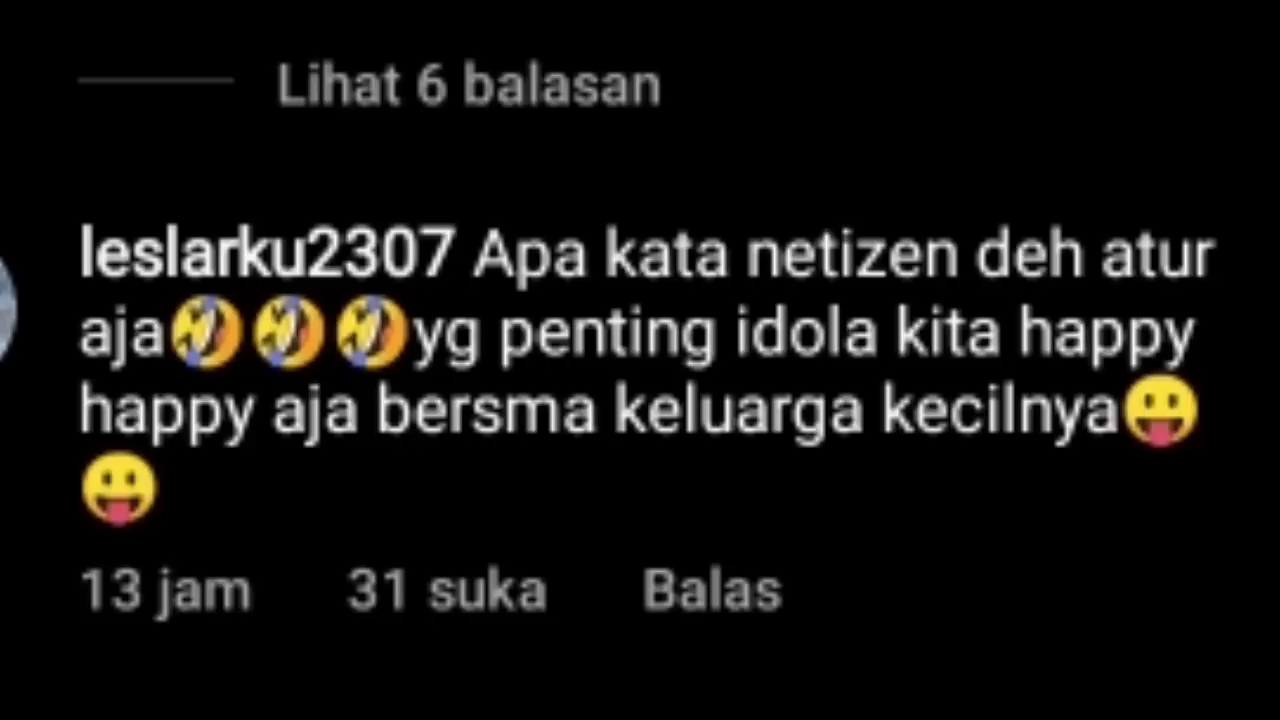 Lihat 6 balasan
leslarku2307 Apa kata netizen deh atur
aja🤣🤣🤣yg penting idola kita happy
happy aja bersma keluarga kecilnya😛
😛
13 jam 31 suka Balas